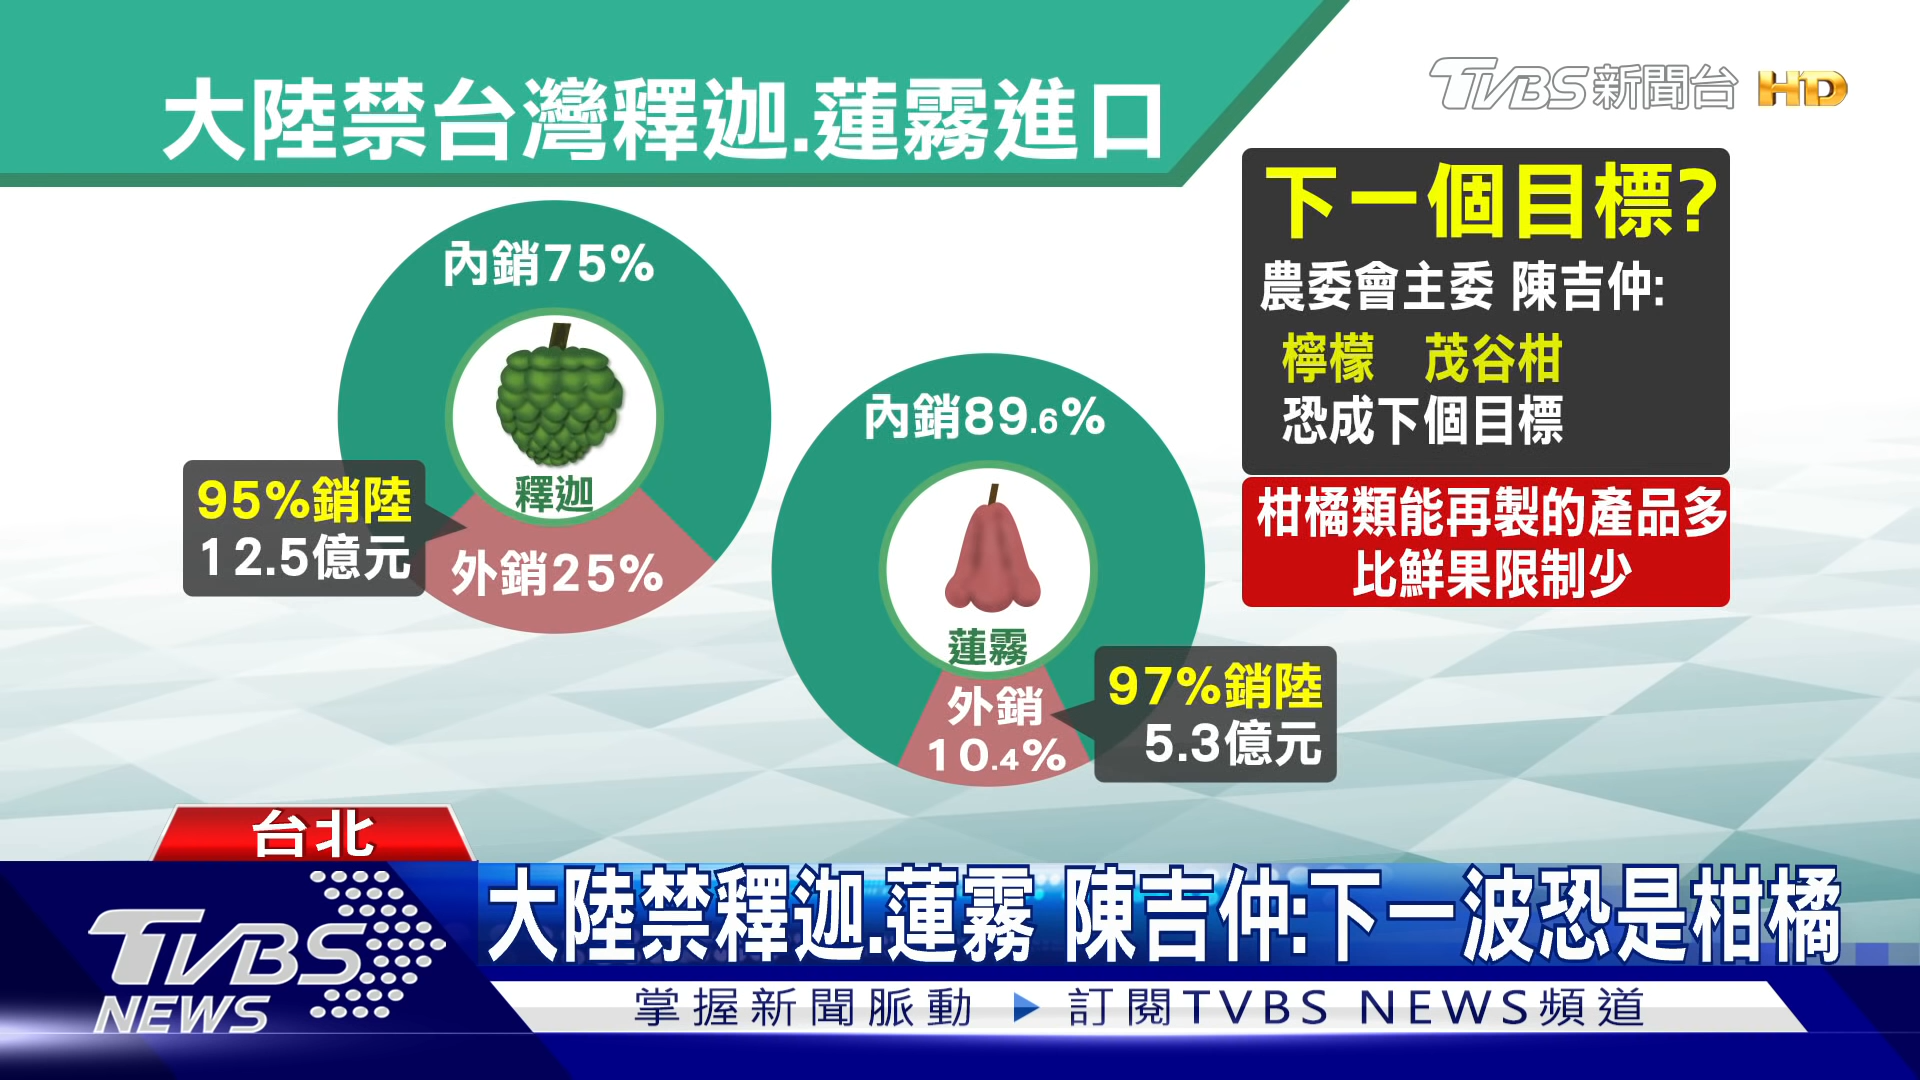 大陸禁台灣釋迦.蓮霧進口
TVBS新聞台 HD
內銷75%
釋迦
95%銷陸
12.5億元
外銷25%
內銷89.6%
蓮霧
外銷
10.4%
97%銷陸
5.3億元
下一個目標?
農委會主委 陳吉仲:
檸檬 茂谷柑
恐成下個目標
柑橘類能再製的產品多
比鮮果限制少
台北
大陸禁釋迦.蓮霧 陳吉仲:下一波恐是柑橘
TVBS
NEWS
掌握新聞脈動 ▶ 訂閱TVBS NEWS頻道